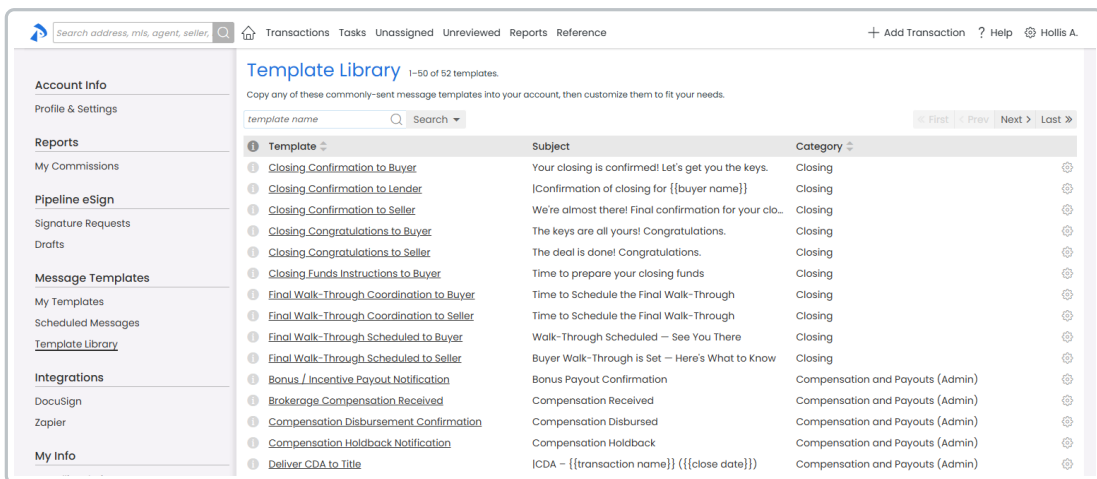 Search address, mls, agent, seller,
Transactions Tasks Unassigned Unreviewed Reports Reference
+ Add Transaction ? Help Hollis A.
Account Info
Profile & Settings
Reports
My Commissions
Pipeline eSign
Signature Requests
Drafts
Message Templates
My Templates
Scheduled Messages
Template Library
Integrations
DocuSign
Zapier
My Info
Template Library 1-50 of 52 templates.
Copy any of these commonly-sent message templates into your account, then customize them to fit your needs.
template name Search
« First < Prev Next > Last »
Template Subject Category
Closing Confirmation to Buyer Your closing is confirmed! Let's get you the keys. Closing
Closing Confirmation to Lender |Confirmation of closing for {{buyer name}} Closing
Closing Confirmation to Seller We're almost there! Final confirmation for your clo... Closing
Closing Congratulations to Buyer The keys are all yours! Congratulations. Closing
Closing Congratulations to Seller The deal is done! Congratulations. Closing
Closing Funds Instructions to Buyer Time to prepare your closing funds Closing
Final Walk-Through Coordination to Buyer Time to Schedule the Final Walk-Through Closing
Final Walk-Through Coordination to Seller Time to Schedule the Final Walk-Through Closing
Final Walk-Through Scheduled to Buyer Walk-Through Scheduled — See You There Closing
Final Walk-Through Scheduled to Seller Buyer Walk-Through is Set — Here's What to Know Closing
Bonus / Incentive Payout Notification Bonus Payout Confirmation Compensation and Payouts (Admin)
Brokerage Compensation Received Compensation Received Compensation and Payouts (Admin)
Compensation Disbursement Confirmation Compensation Disbursed Compensation and Payouts (Admin)
Compensation Holdback Notification Compensation Holdback Compensation and Payouts (Admin)
Deliver CDA to Title |CDA – {{transaction name}} ({{close date}}) Compensation and Payouts (Admin)